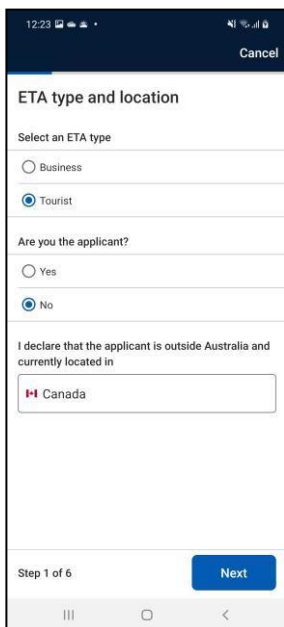 12:23
Cancel
ETA type and location
Select an ETA type
Business
Tourist
Are you the applicant?
Yes
No
I declare that the applicant is outside Australia and
currently located in
Canada
Step 1 of 6
Next